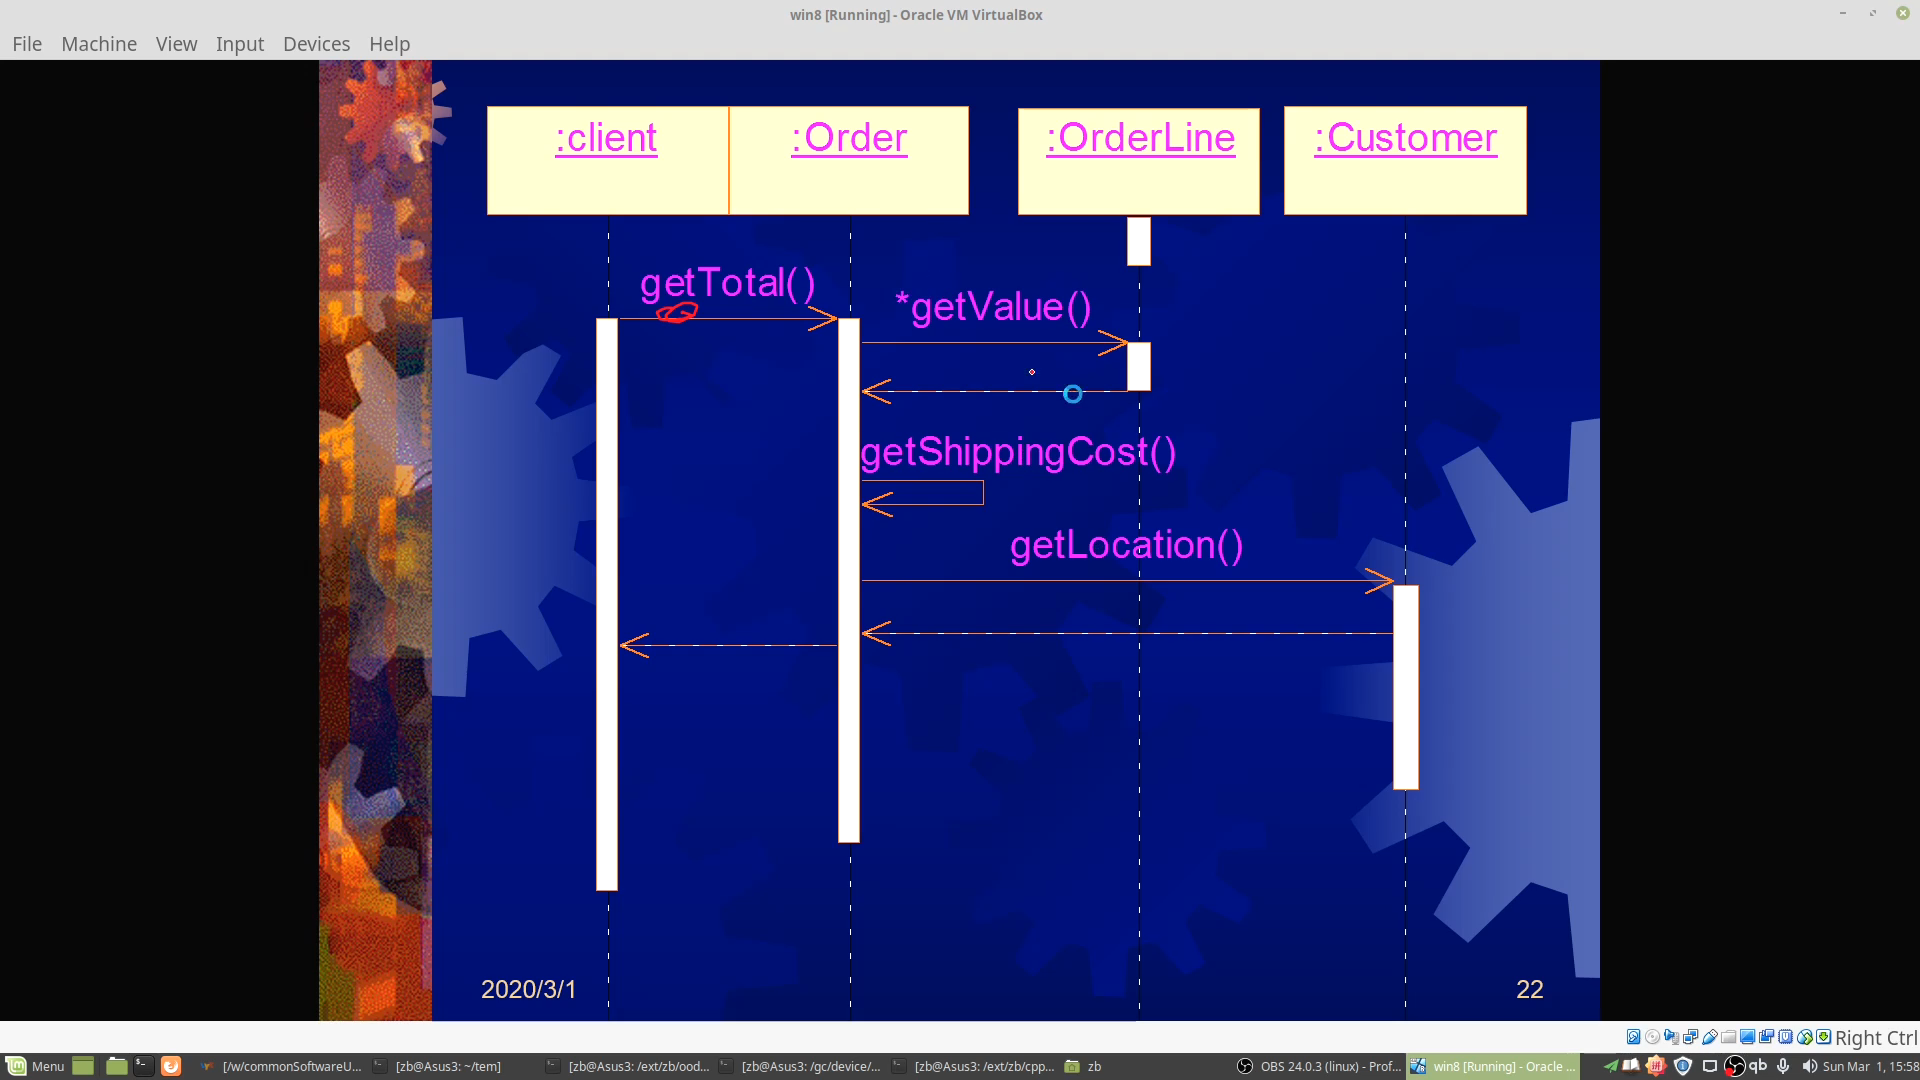 win8 [Running] - Oracle VM VirtualBox
File Machine View Input Devices Help
:client :Order :OrderLine :Customer
getTotal()
*getValue()
getShippingCost()
getLocation()
2020/3/1
22
Right Ctrl
Menu [/w/commonSoftwareU... [zb@Asus3: ~/tem] [zb@Asus3: /ext/zb/ood... [zb@Asus3: /gc/device/... [zb@Asus3: /ext/zb/cpp... zb OBS 24.0.3 (linux) - Prof... win8 [Running] - Oracle ... qb Sun Mar 1, 15:58